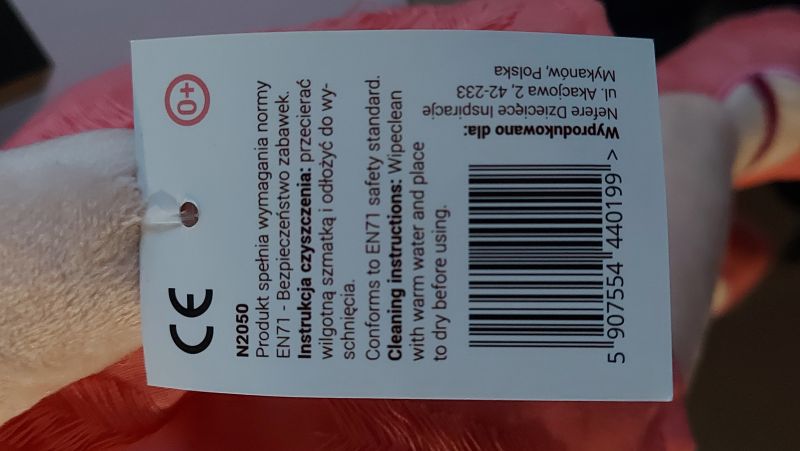 0+
CE
N2050
Produkt spełnia wymagania normy
EN71 - Bezpieczeństwo zabawek.
Instrukcja czyszczenia: przecierać
wilgotną szmatką i odłożyć do wy-
schnięcia.
Conforms to EN71 safety standard.
Cleaning instructions: Wipeclean
with warm water and place
to dry before using.
5 907554 440199 >
Wyprodukowano dla:
Nefere Dziecięce Inspiracje
ul. Akacjowa 2, 42-233
Mykanów, Polska